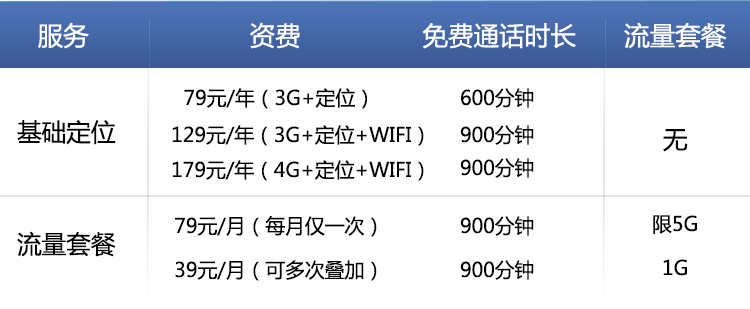 服务 资费 免费通话时长 流量套餐
基础定位
79元/年（3G+定位） 600分钟
129元/年（3G+定位+WIFI） 900分钟
179元/年（4G+定位+WIFI） 900分钟
无
流量套餐
79元/月（每月仅一次） 900分钟 限5G
39元/月（可多次叠加） 900分钟 1G